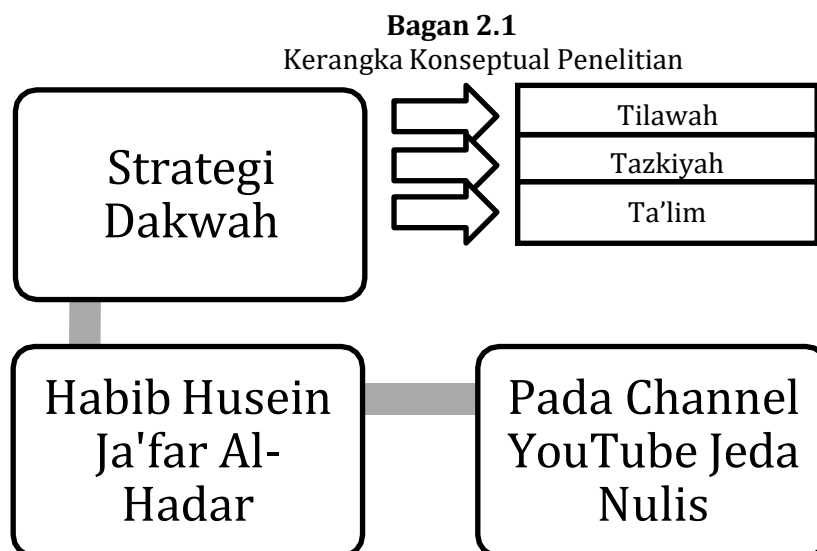 Bagan 2.1
Kerangka Konseptual Penelitian
Strategi
Dakwah
Tilawah
Tazkiyah
Ta’lim
Habib Husein
Ja'far Al-
Hadar
Pada Channel
YouTube Jeda
Nulis